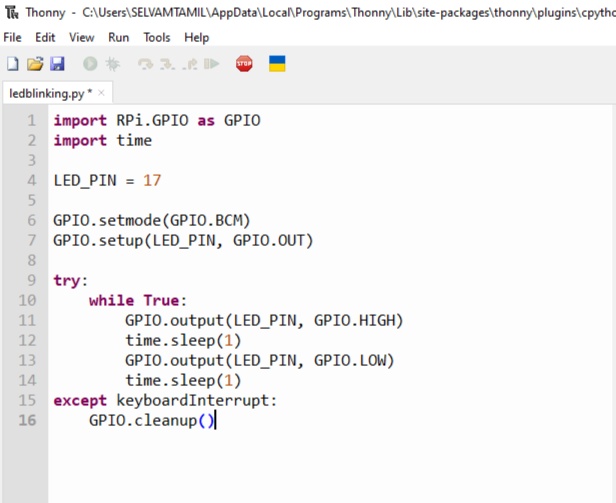 Thonny - C:\Users\SELVAMTAMIL\AppData\Local\Programs\Thonny\Lib\site-packages\thonny\plugins\cpytho
File Edit View Run Tools Help
STOP
ledblinking.py * ×
1 import RPi.GPIO as GPIO
2 import time
3
4 LED_PIN = 17
5
6 GPIO.setmode(GPIO.BCM)
7 GPIO.setup(LED_PIN, GPIO.OUT)
8
9 try:
10     while True:
11         GPIO.output(LED_PIN, GPIO.HIGH)
12         time.sleep(1)
13         GPIO.output(LED_PIN, GPIO.LOW)
14         time.sleep(1)
15 except keyboardInterrupt:
16     GPIO.cleanup()